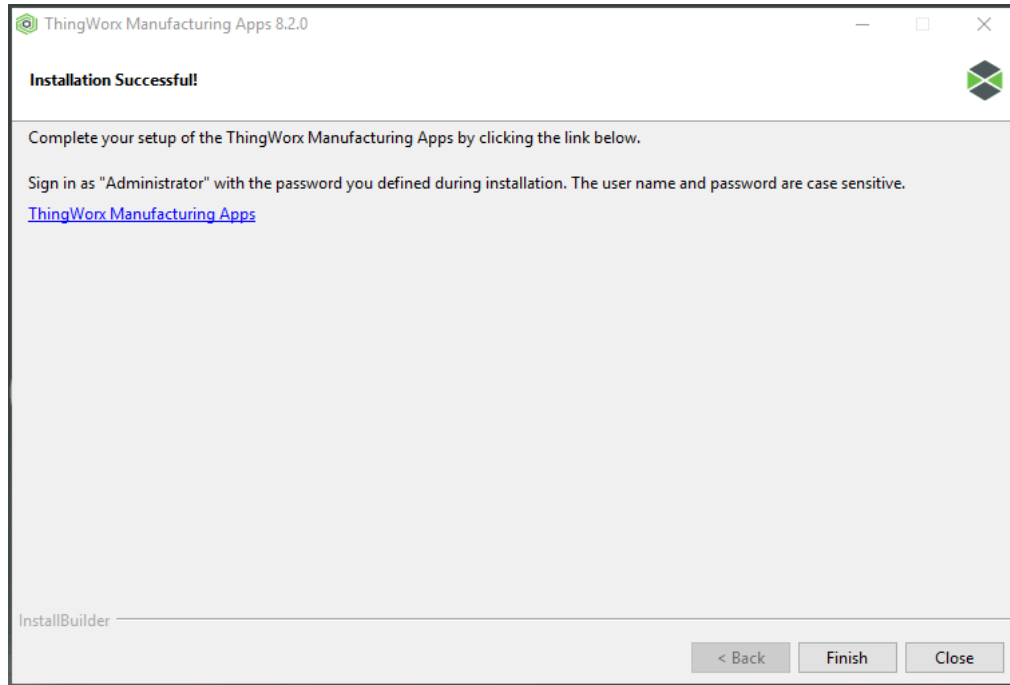 ThingWorx Manufacturing Apps 8.2.0
Installation Successful!
Complete your setup of the ThingWorx Manufacturing Apps by clicking the link below.
Sign in as "Administrator" with the password you defined during installation. The user name and password are case sensitive.
ThingWorx Manufacturing Apps
InstallBuilder
< Back
Finish
Close